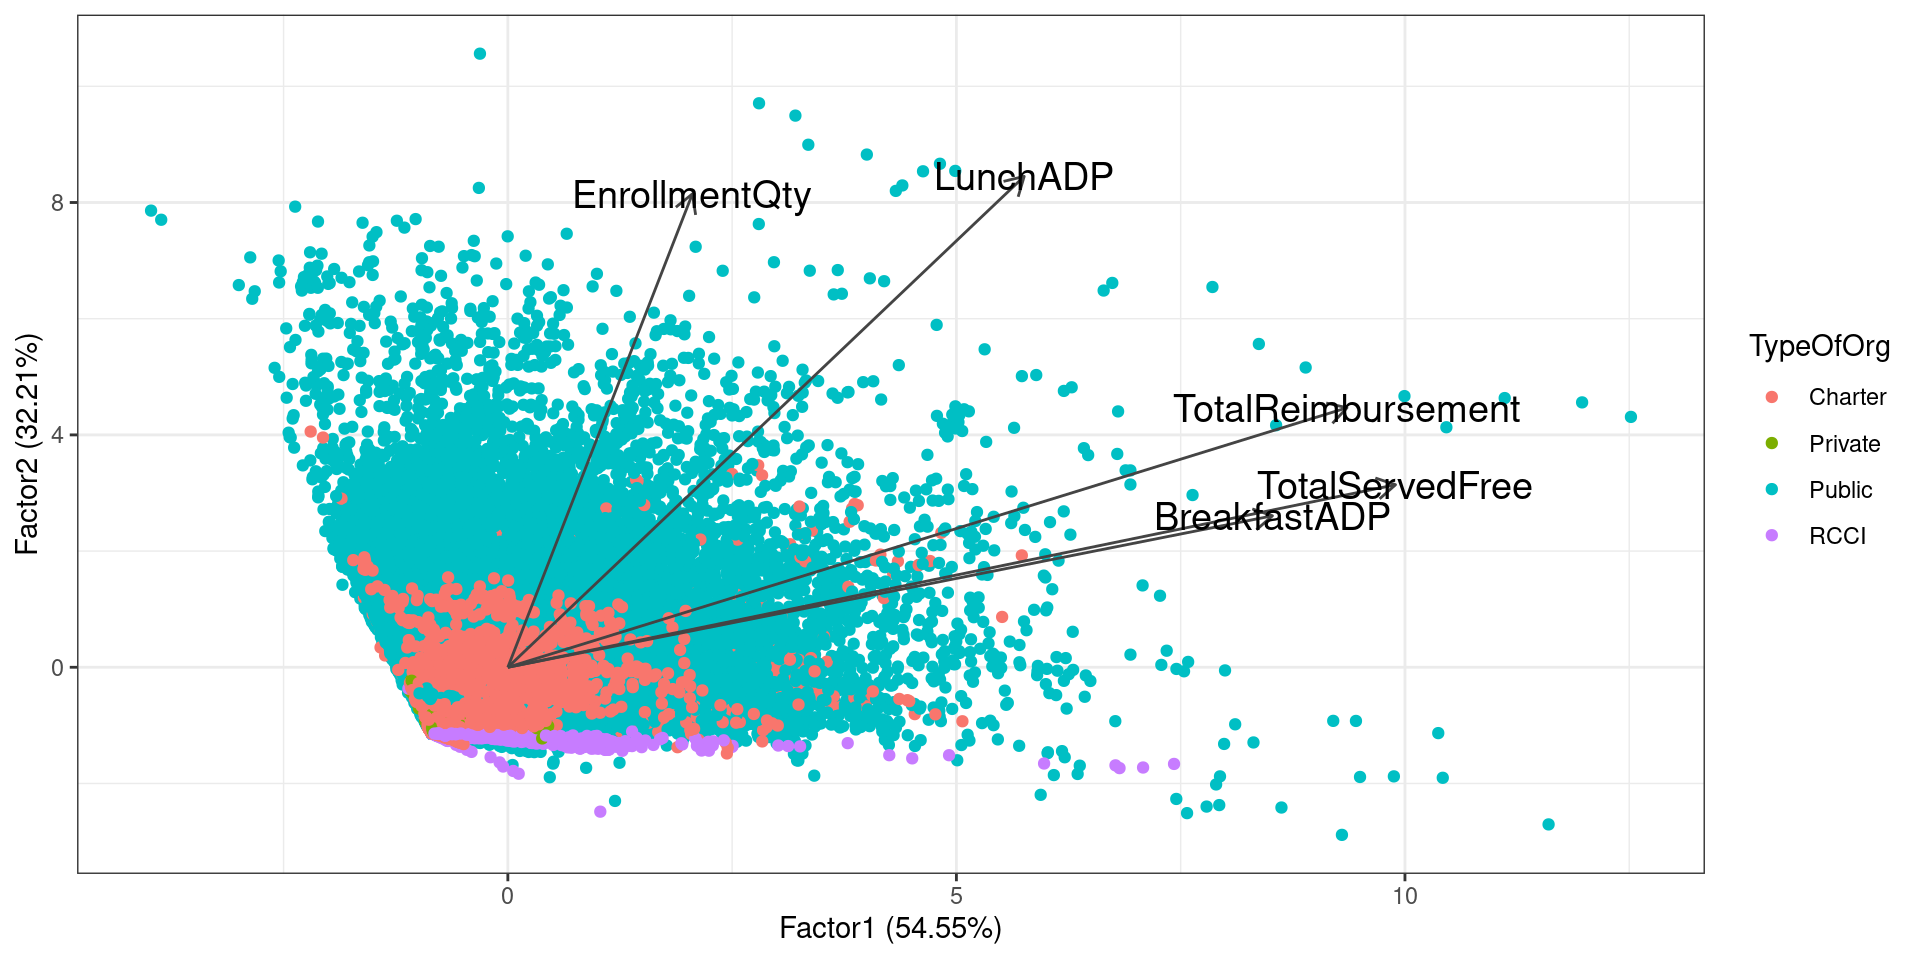 EnrollmentQty
LunchADP
TotalReimbursement
TotalServedFree
BreakfastADP
8
4
0
Factor2 (32.21%)
0
5
10
Factor1 (54.55%)
TypeOfOrg
Charter
Private
Public
RCCI